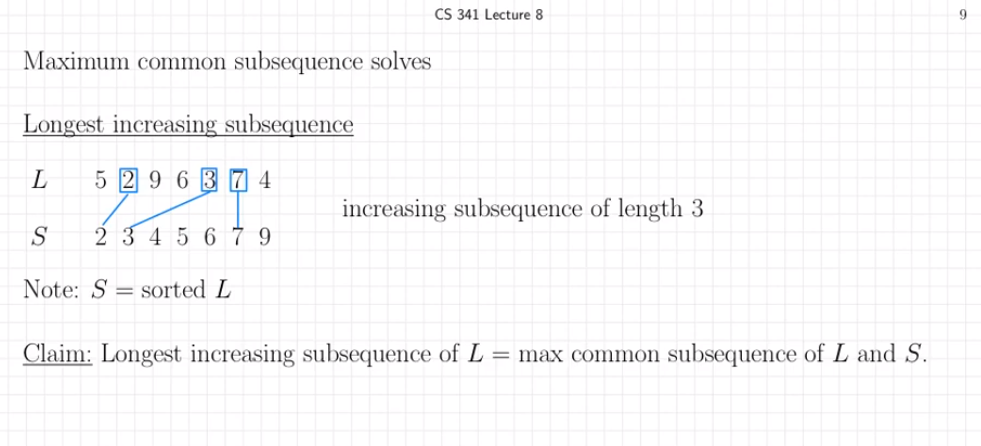 CS 341 Lecture 8
9
Maximum common subsequence solves
Longest increasing subsequence
L 5 2 9 6 3 7 4
increasing subsequence of length 3
S 2 3 4 5 6 7 9
Note: S = sorted L
Claim: Longest increasing subsequence of L = max common subsequence of L and S.